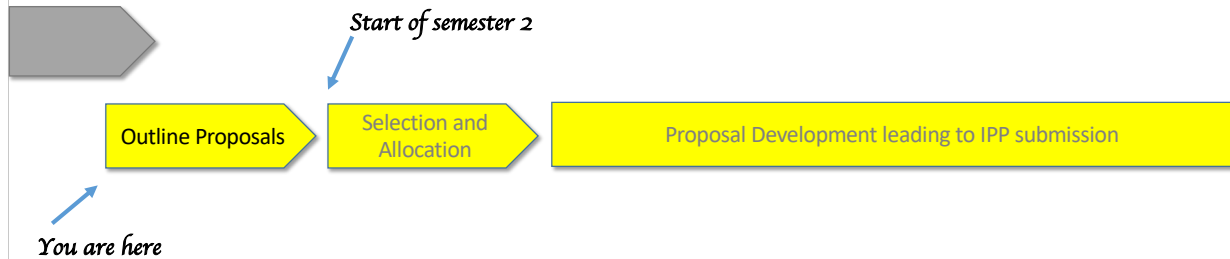 Start of semester 2
Outline Proposals
Selection and
Allocation
Proposal Development leading to IPP submission
You are here